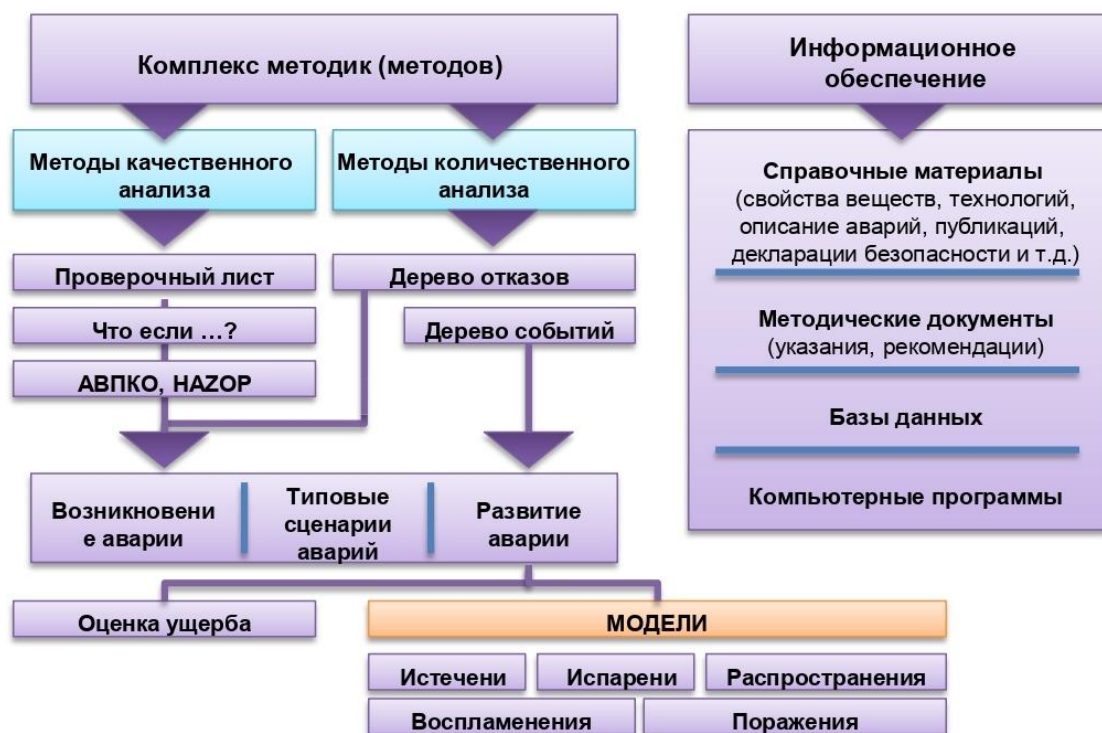 Комплекс методик (методов)
Информационное
обеспечение
Методы качественного
анализа
Методы количественного
анализа
Справочные материалы
(свойства веществ, технологий,
описание аварий, публикаций,
декларации безопасности и т.д.)
Проверочный лист
Дерево отказов
Что если …?
Дерево событий
Методические документы
(указания, рекомендации)
АВПКО, HAZOP
Базы данных
Возникновени
е аварии
Типовые
сценарии
аварий
Развитие
аварии
Компьютерные программы
Оценка ущерба
МОДЕЛИ
Истечени
Испарени
Распространения
Воспламенения
Поражения